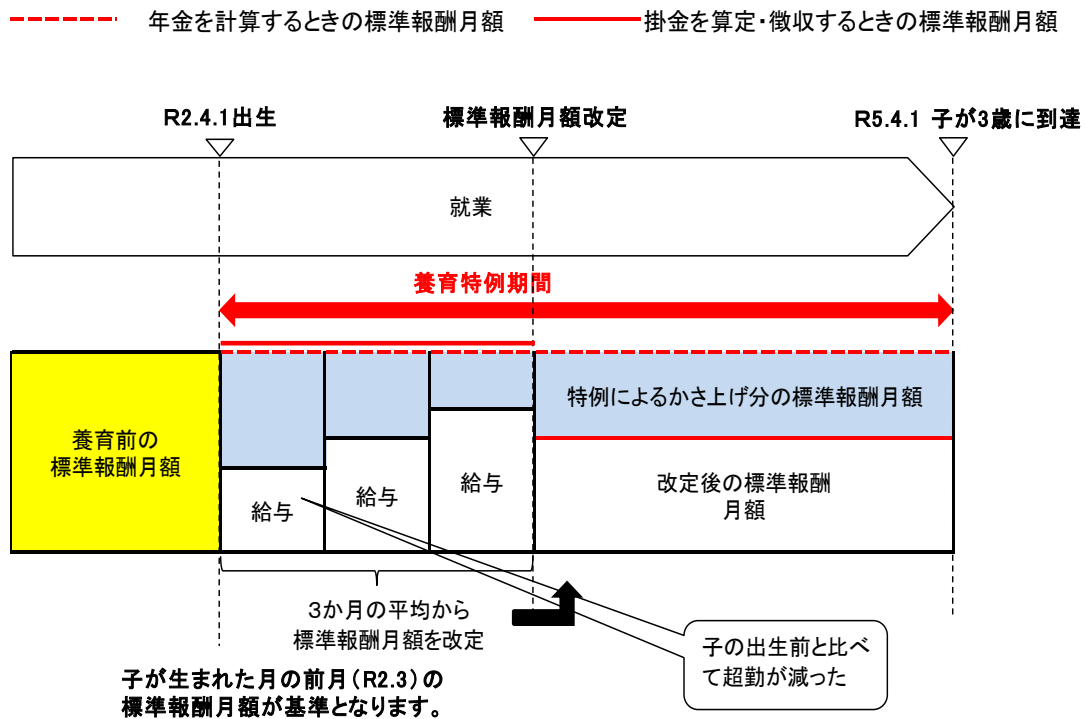 年金を計算するときの標準報酬月額
掛金を算定・徴収するときの標準報酬月額
R2.4.1出生
標準報酬月額改定
R5.4.1 子が3歳に到達
就業
養育特例期間
養育前の
標準報酬月額
給与
給与
給与
特例によるかさ上げ分の標準報酬月額
改定後の標準報酬
月額
3か月の平均から
標準報酬月額を改定
子の出生前と比べ
て超勤が減った
子が生まれた月の前月(R2.3)の
標準報酬月額が基準となります。